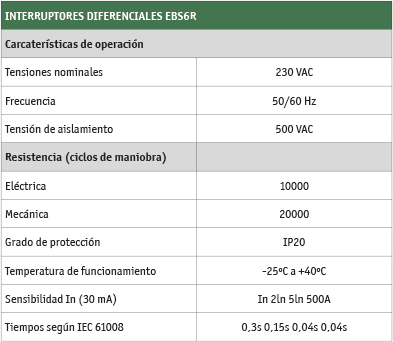 INTERRUPTORES DIFERENCIALES EBS6R
Carcaterísticas de operación
Tensiones nominales 230 VAC
Frecuencia 50/60 Hz
Tensión de aislamiento 500 VAC
Resistencia (ciclos de maniobra)
Eléctrica 10000
Mecánica 20000
Grado de protección IP20
Temperatura de funcionamiento -25ºC a +40ºC
Sensibilidad In (30 mA) In 2ln 5ln 500A
Tiempos según IEC 61008 0,3s 0,15s 0,04s 0,04s